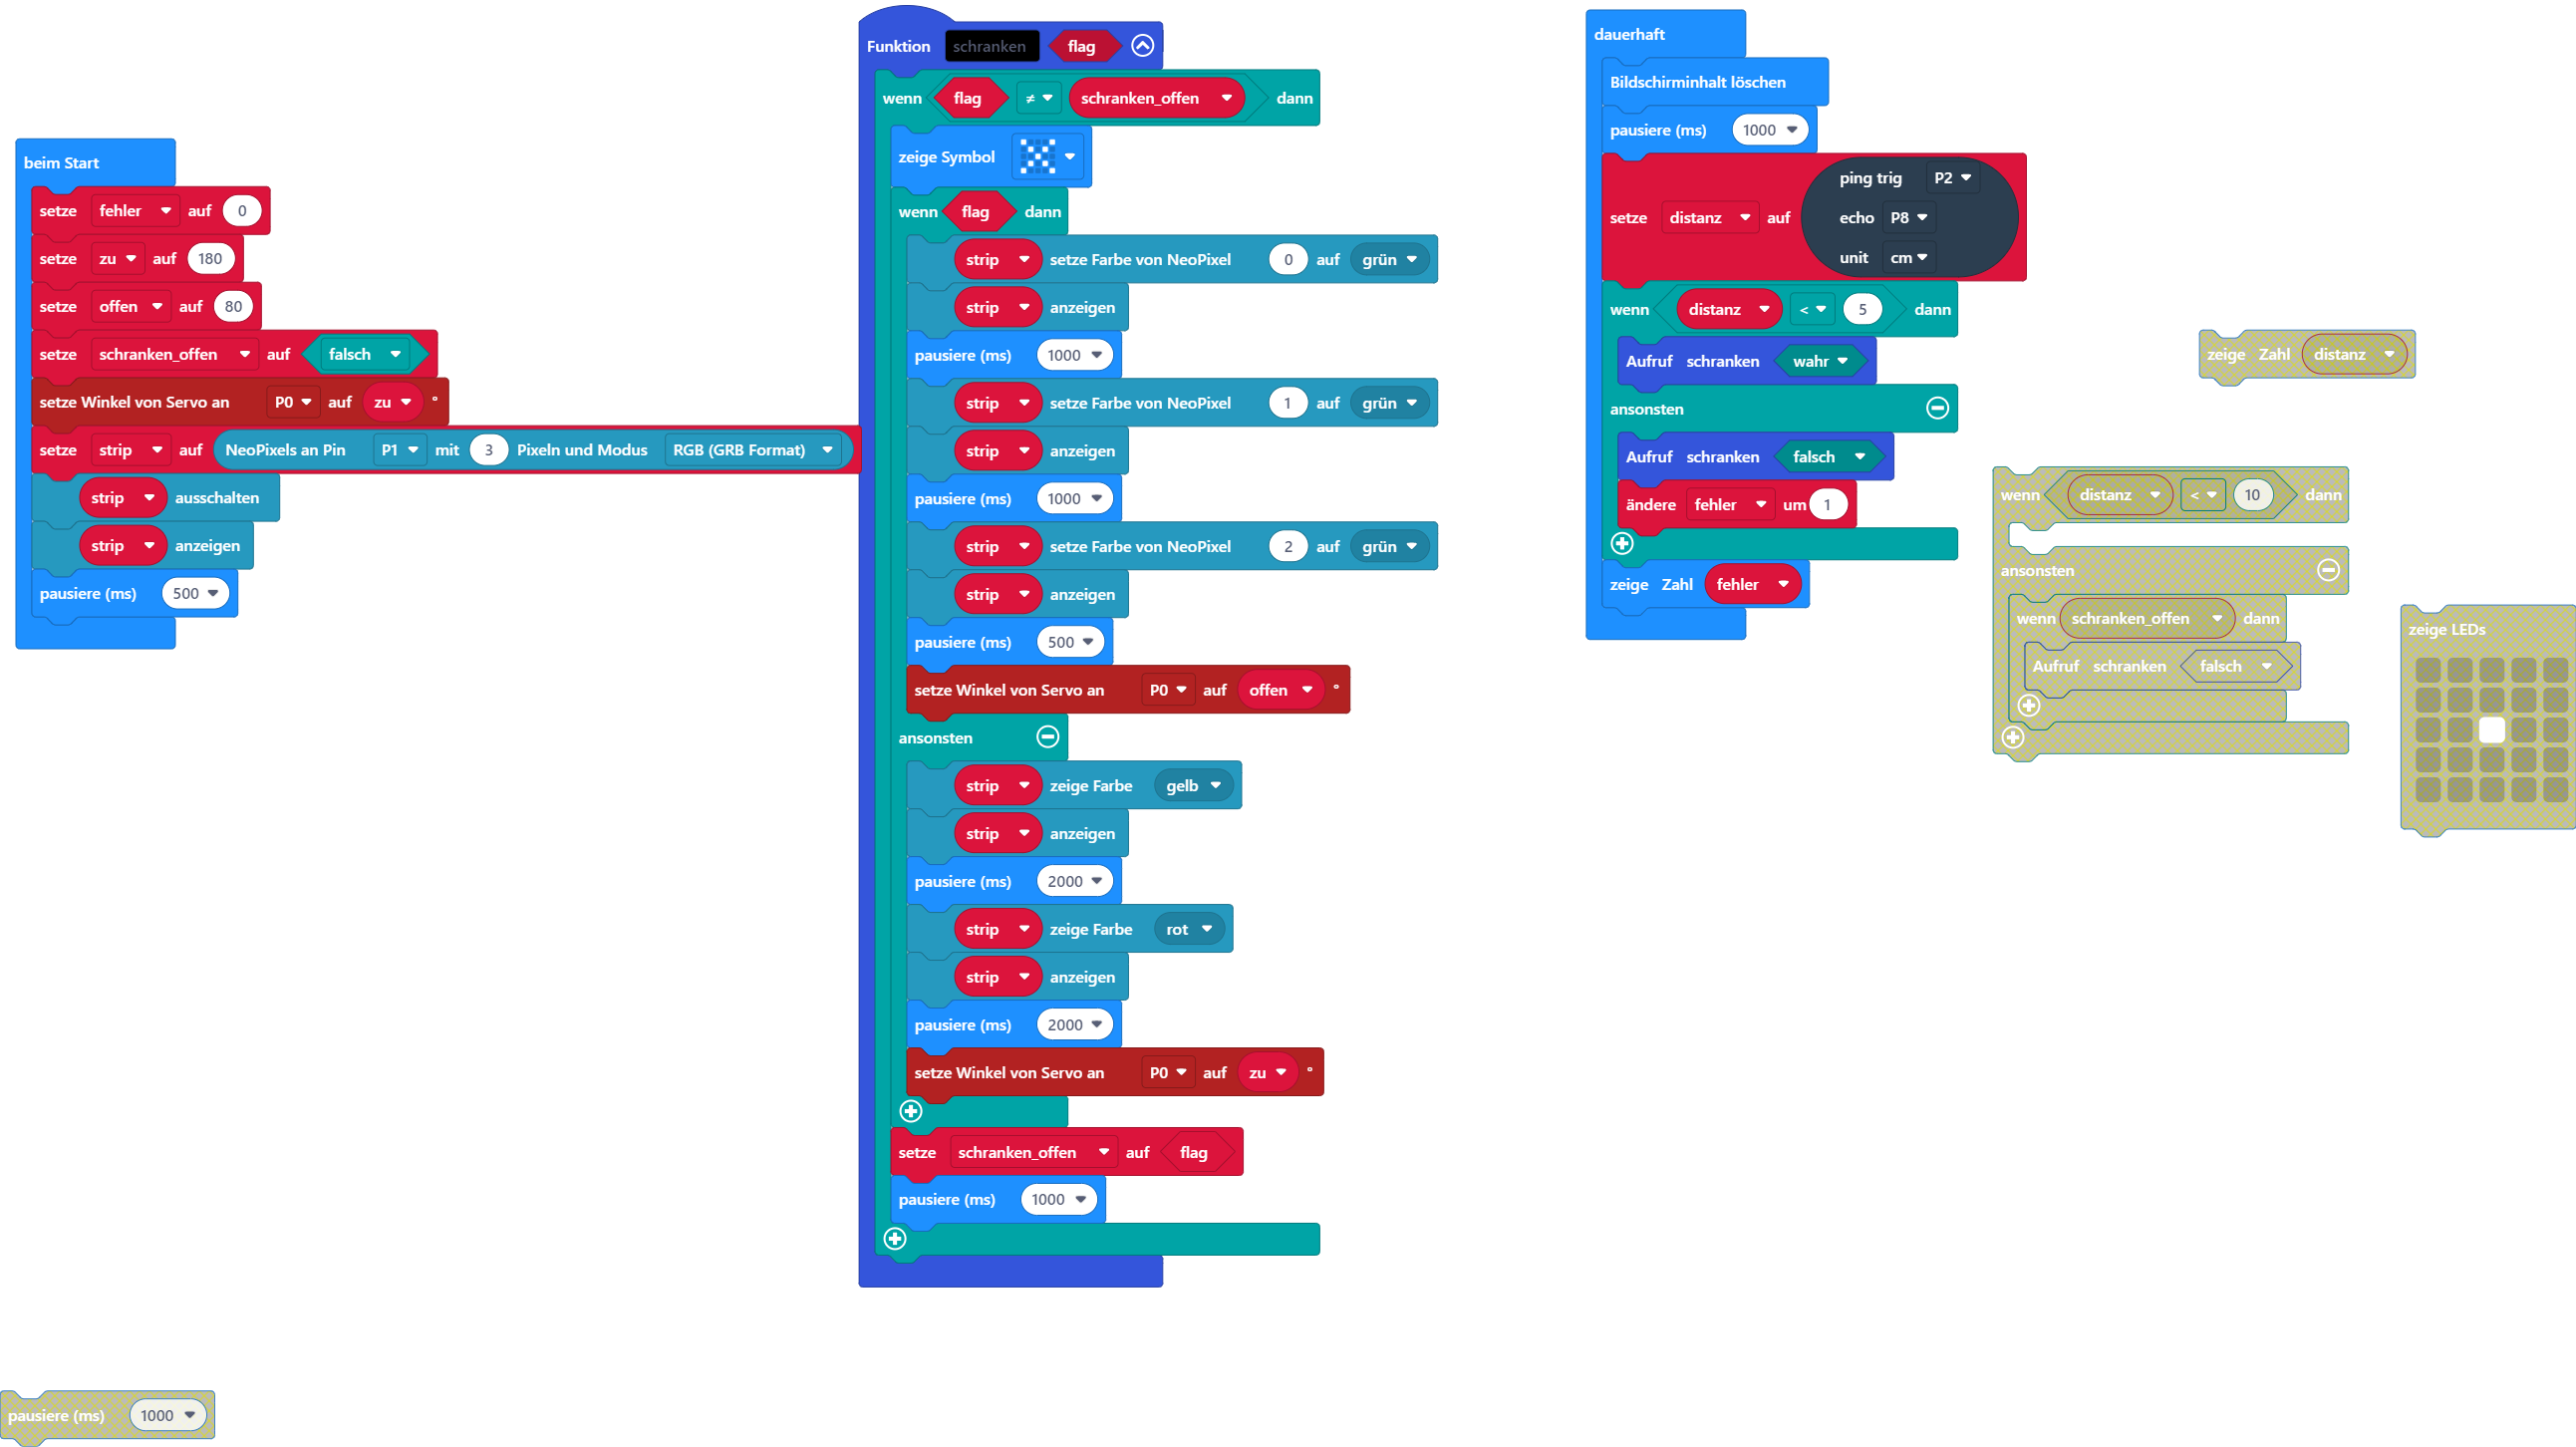 beim Start
setze fehler auf 0
setze zu auf 180
setze offen auf 80
setze schranken_offen auf falsch
setze Winkel von Servo an P0 auf zu °
setze strip auf NeoPixels an Pin P1 mit 3 Pixeln und Modus RGB (GRB Format)
strip ausschalten
strip anzeigen
pausiere (ms) 500
Funktion schranken flag
wenn flag ≠ schranken_offen dann
zeige Symbol
wenn flag dann
strip setze Farbe von NeoPixel 0 auf grün
strip anzeigen
pausiere (ms) 1000
strip setze Farbe von NeoPixel 1 auf grün
strip anzeigen
pausiere (ms) 1000
strip setze Farbe von NeoPixel 2 auf grün
strip anzeigen
pausiere (ms) 500
setze Winkel von Servo an P0 auf offen °
ansonsten
strip zeige Farbe gelb
strip anzeigen
pausiere (ms) 2000
strip zeige Farbe rot
strip anzeigen
pausiere (ms) 2000
setze Winkel von Servo an P0 auf zu °
setze schranken_offen auf flag
pausiere (ms) 1000
dauerhaft
Bildschirminhalt löschen
pausiere (ms) 1000
setze distanz auf ping trig P2
echo P8
unit cm
wenn distanz < 5 dann
Aufruf schranken wahr
ansonsten
Aufruf schranken falsch
ändere fehler um 1
zeige Zahl fehler
zeige Zahl distanz
wenn distanz < 10 dann
ansonsten
wenn schranken_offen dann
Aufruf schranken falsch
zeige LEDs
pausiere (ms) 1000